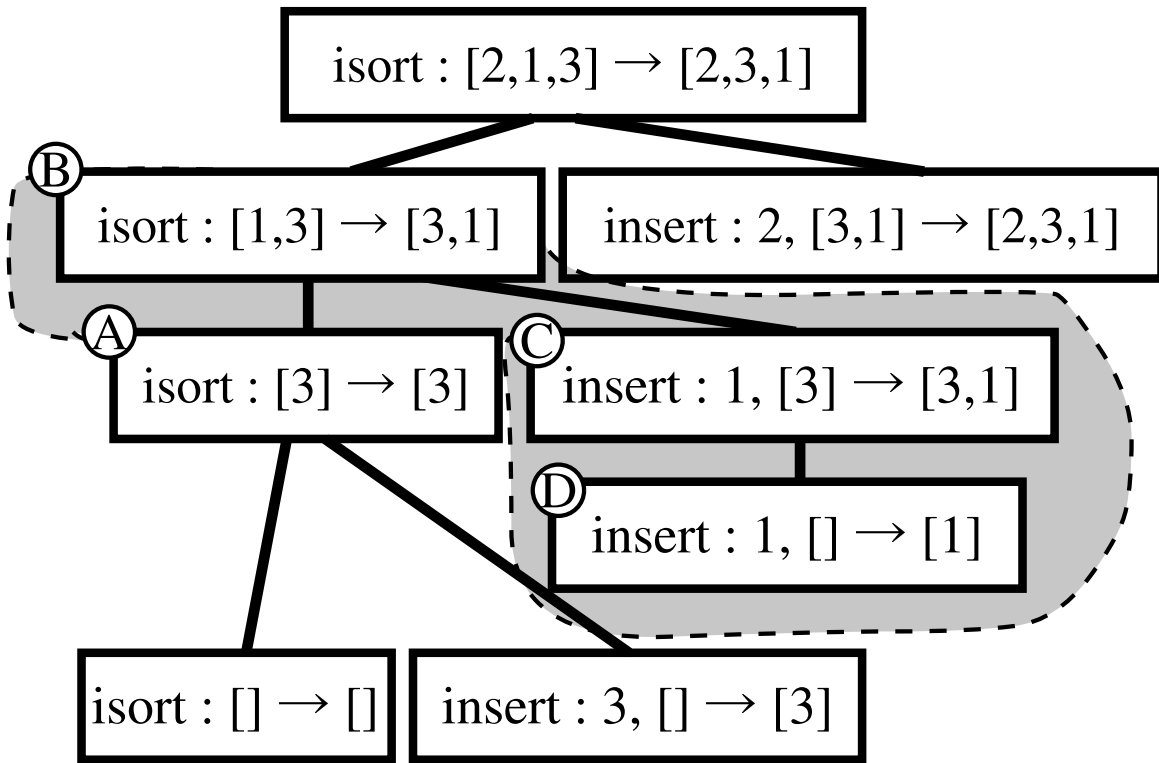 isort : [2,1,3] → [2,3,1]
B
isort : [1,3] → [3,1]
insert : 2, [3,1] → [2,3,1]
A
isort : [3] → [3]
C
insert : 1, [3] → [3,1]
D
insert : 1, [] → [1]
isort : [] → []
insert : 3, [] → [3]